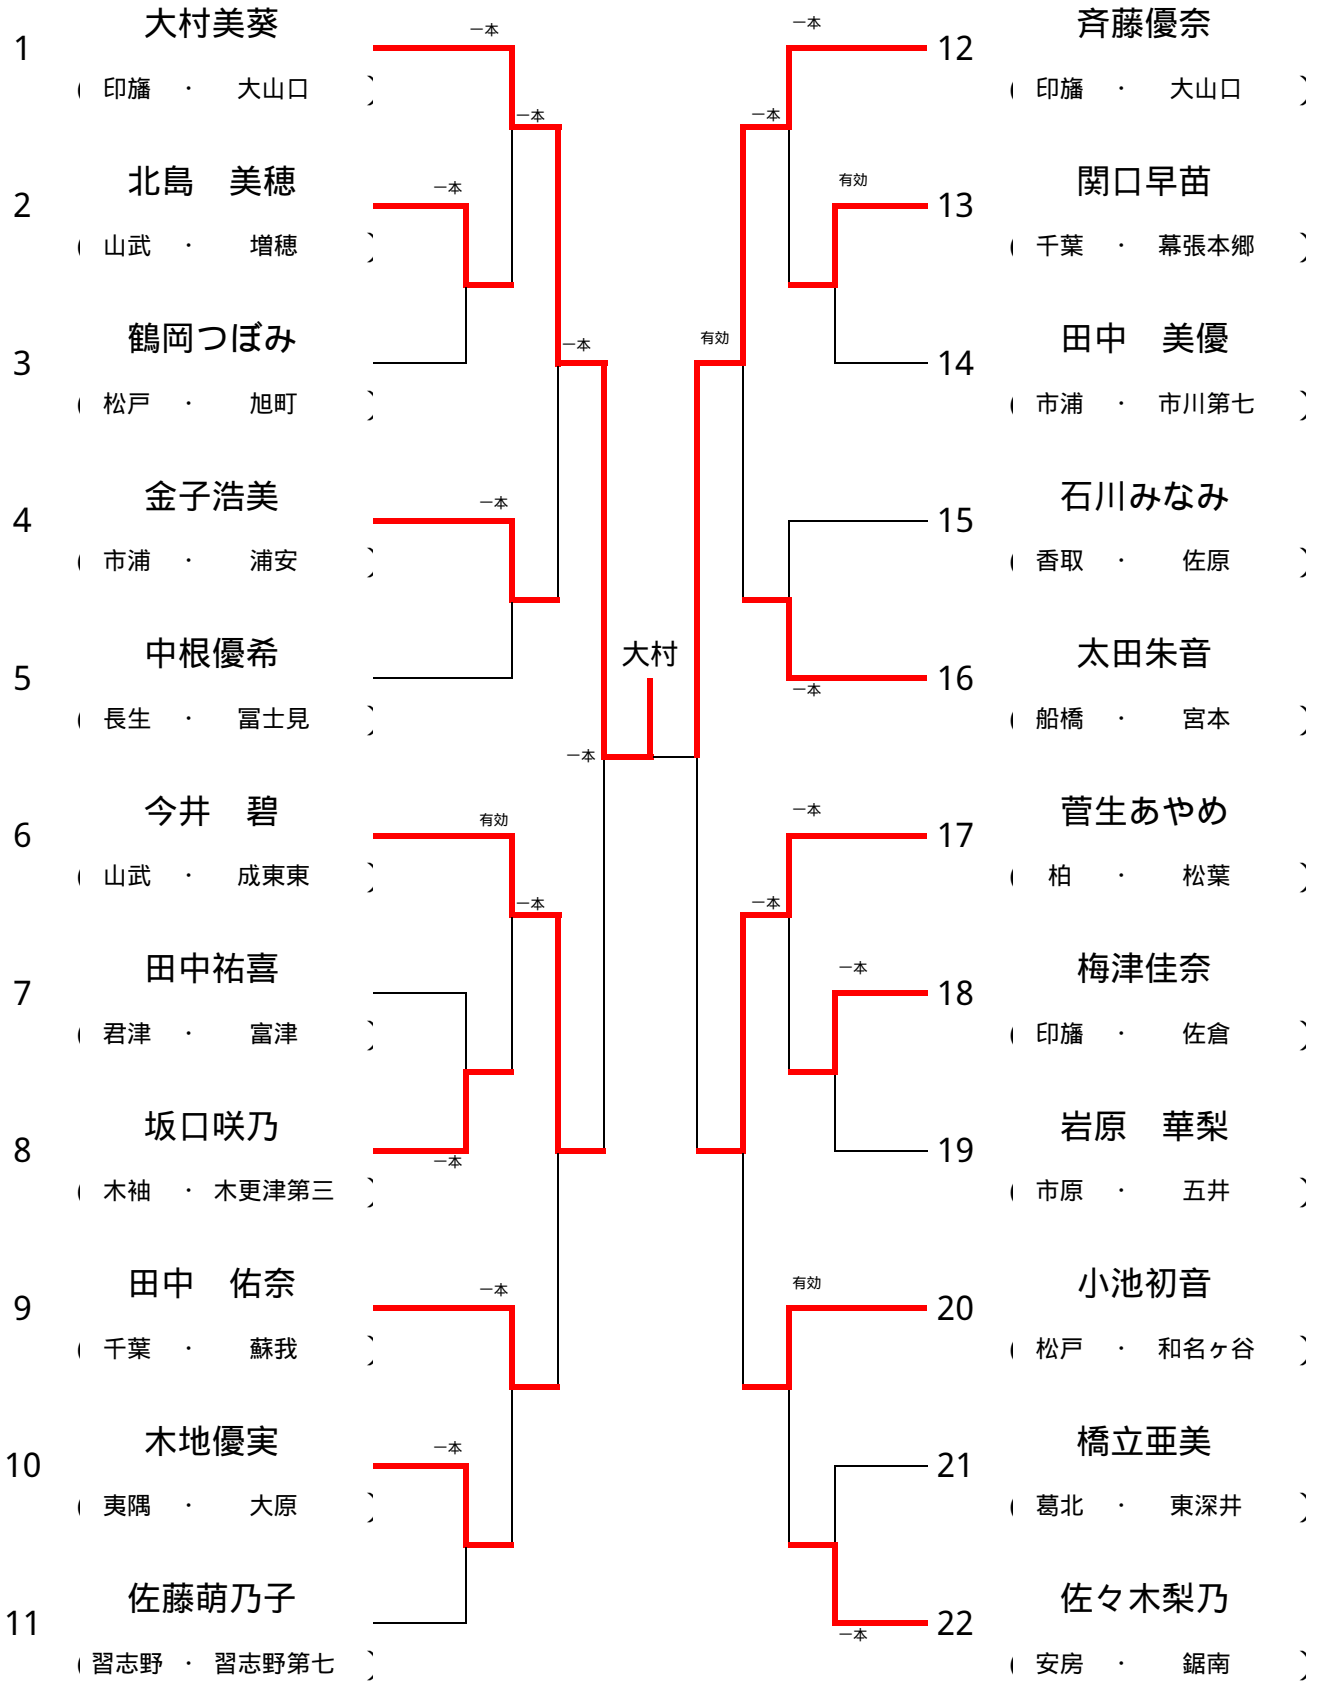 大村美葵
1
( 印旛 ・ 大山口 )
北島　美穂
2
( 山武 ・ 増穂 )
鶴岡つぼみ
3
( 松戸 ・ 旭町 )
金子浩美
4
( 市浦 ・ 浦安 )
中根優希
5
( 長生 ・ 冨士見 )
今井　碧
6
( 山武 ・ 成東東 )
田中祐喜
7
( 君津 ・ 富津 )
坂口咲乃
8
( 木袖 ・ 木更津第三 )
田中　佑奈
9
( 千葉 ・ 蘇我 )
木地優実
10
( 夷隅 ・ 大原 )
佐藤萌乃子
11
( 習志野 ・ 習志野第七 )
一本
一本
一本
一本
一本
一本
有効
一本
一本
一本
一本
大村
一本
一本
有効
有効
一本
一本
一本
一本
有効
一本
斉藤優奈
12
( 印旛 ・ 大山口 )
関口早苗
13
( 千葉 ・ 幕張本郷 )
田中　美優
14
( 市浦 ・ 市川第七 )
石川みなみ
15
( 香取 ・ 佐原 )
太田朱音
16
( 船橋 ・ 宮本 )
菅生あやめ
17
( 柏 ・ 松葉 )
梅津佳奈
18
( 印旛 ・ 佐倉 )
岩原　華梨
19
( 市原 ・ 五井 )
小池初音
20
( 松戸 ・ 和名ヶ谷 )
橋立亜美
21
( 葛北 ・ 東深井 )
佐々木梨乃
22
( 安房 ・ 鋸南 )